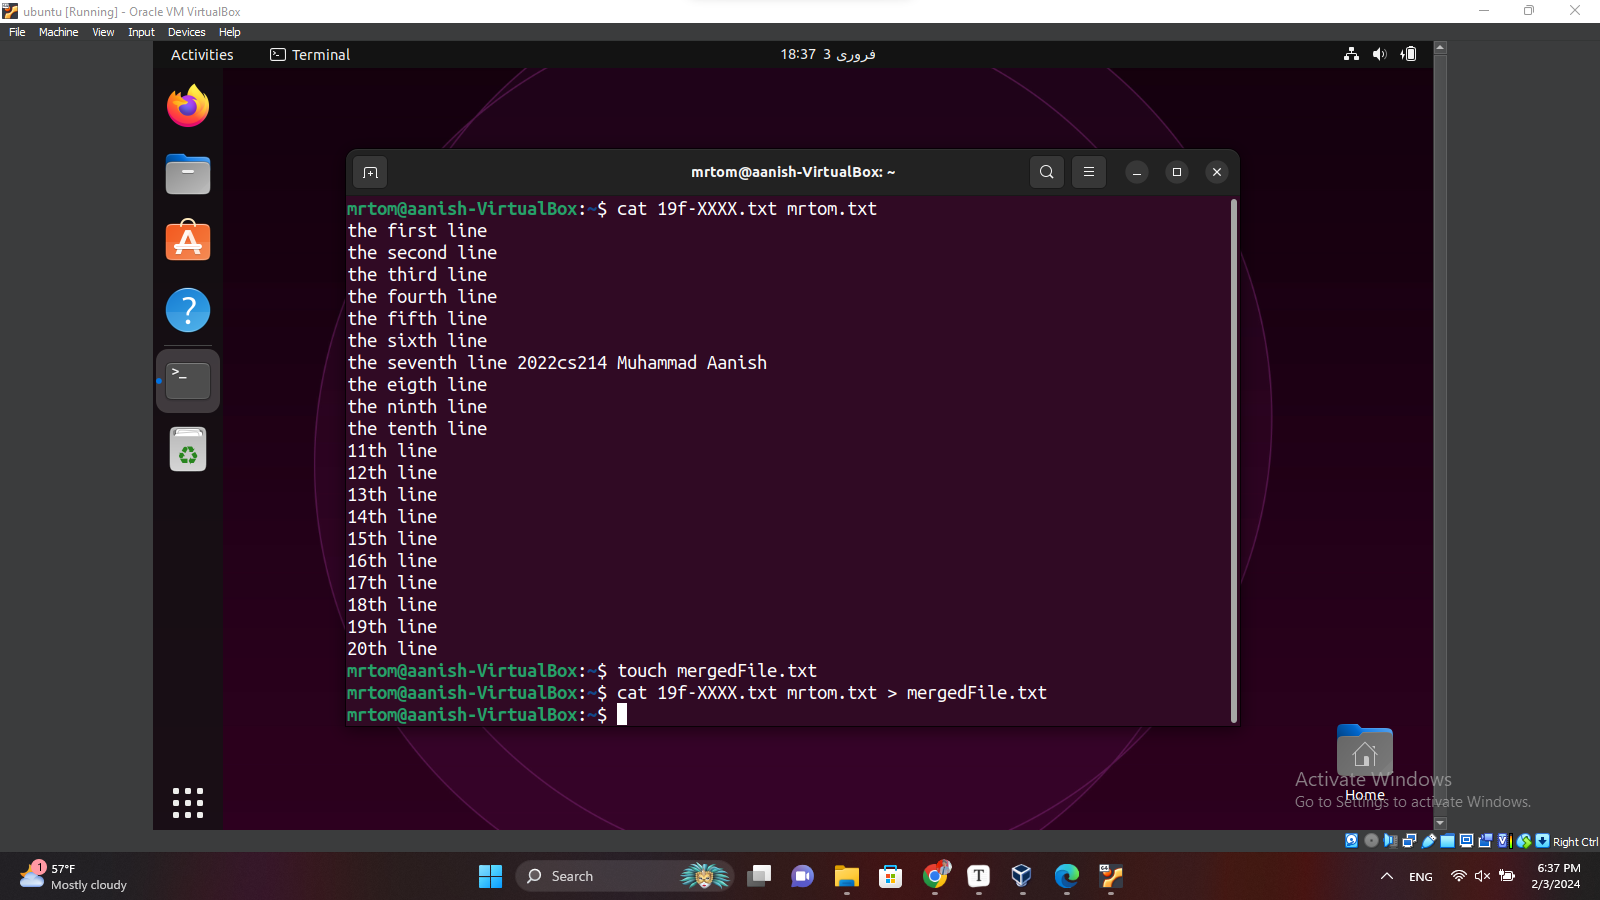 ubuntu [Running] - Oracle VM VirtualBox
File Machine View Input Devices Help
Activities Terminal 18:37 3 فروری
mrtom@aanish-VirtualBox: ~
mrtom@aanish-VirtualBox:~$ cat 19f-XXXX.txt mrtom.txt
the first line
the second line
the third line
the fourth line
the fifth line
the sixth line
the seventh line 2022cs214 Muhammad Aanish
the eigth line
the ninth line
the tenth line
11th line
12th line
13th line
14th line
15th line
16th line
17th line
18th line
19th line
20th line
mrtom@aanish-VirtualBox:~$ touch mergedFile.txt
mrtom@aanish-VirtualBox:~$ cat 19f-XXXX.txt mrtom.txt > mergedFile.txt
mrtom@aanish-VirtualBox:~$
Home
Activate Windows
Go to Settings to activate Windows.
Right Ctrl
1
57°F
Mostly cloudy
Search
T
ENG
6:37 PM
2/3/2024